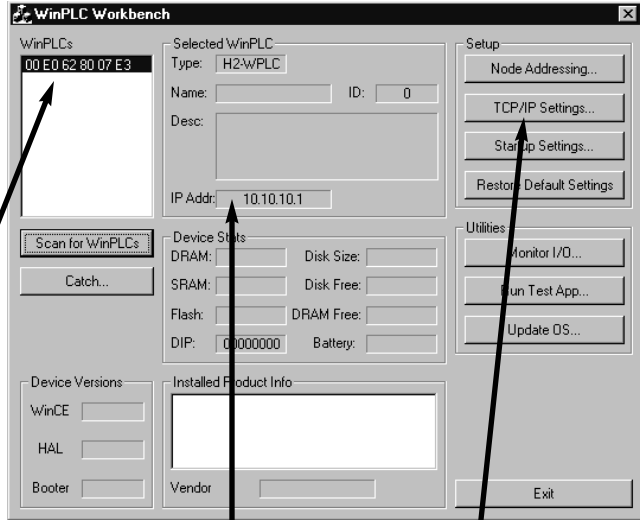 WinPLC Workbench
WinPLCs
00 E0 62 80 07 E3
Scan for WinPLCs
Catch...
Selected WinPLC
Type: H2-WPLC
Name: ID: 0
Desc:
IP Addr: 10.10.10.1
Device Stats
DRAM: Disk Size:
SRAM: Disk Free:
Flash: DRAM Free:
DIP: 00000000 Battery:
Setup
Node Addressing...
TCP/IP Settings...
Startup Settings...
Restore Default Settings
Utilities
Monitor I/O...
Run Test App...
Update OS...
Device Versions
WinCE
HAL
Booter
Installed Product Info
Vendor
Exit